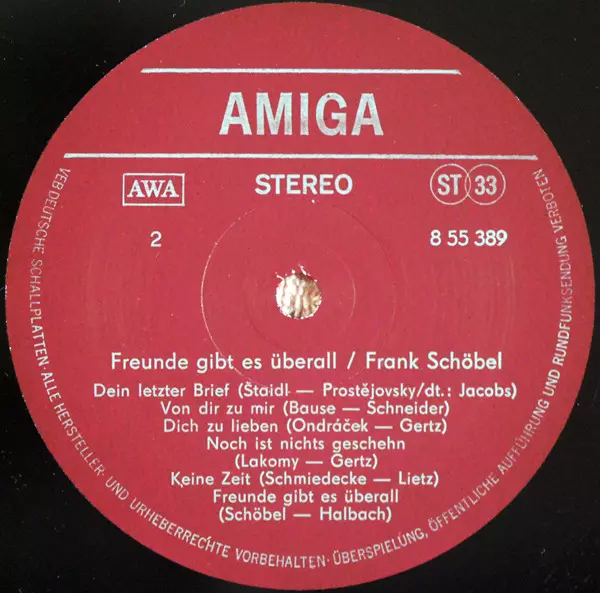 AMIGA
AWA
STEREO
ST 33
2
8 55 389
Freunde gibt es überall / Frank Schöbel
Dein letzter Brief (Štaidl — Prostějovsky/dt.: Jacobs)
Von dir zu mir (Bause — Schneider)
Dich zu lieben (Ondráček — Gertz)
Noch ist nichts geschehn
(Lakomy — Gertz)
Keine Zeit (Schmiedecke — Lietz)
Freunde gibt es überall
(Schöbel — Halbach)
VEB DEUTSCHE SCHALLPLATTEN · ALLE HERSTELLER- UND URHEBERRECHTE VORBEHALTEN · ÜBERSPIELUNG, ÖFFENTLICHE AUFFÜHRUNG UND RUNDFUNKSENDUNG VERBOTEN